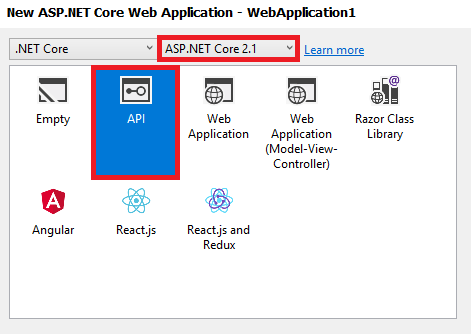 New ASP.NET Core Web Application - WebApplication1
.NET Core
ASP.NET Core 2.1
Learn more
Empty
API
Web
Application
Web
Application
(Model-View-
Controller)
Razor Class
Library
Angular
React.js
React.js and
Redux